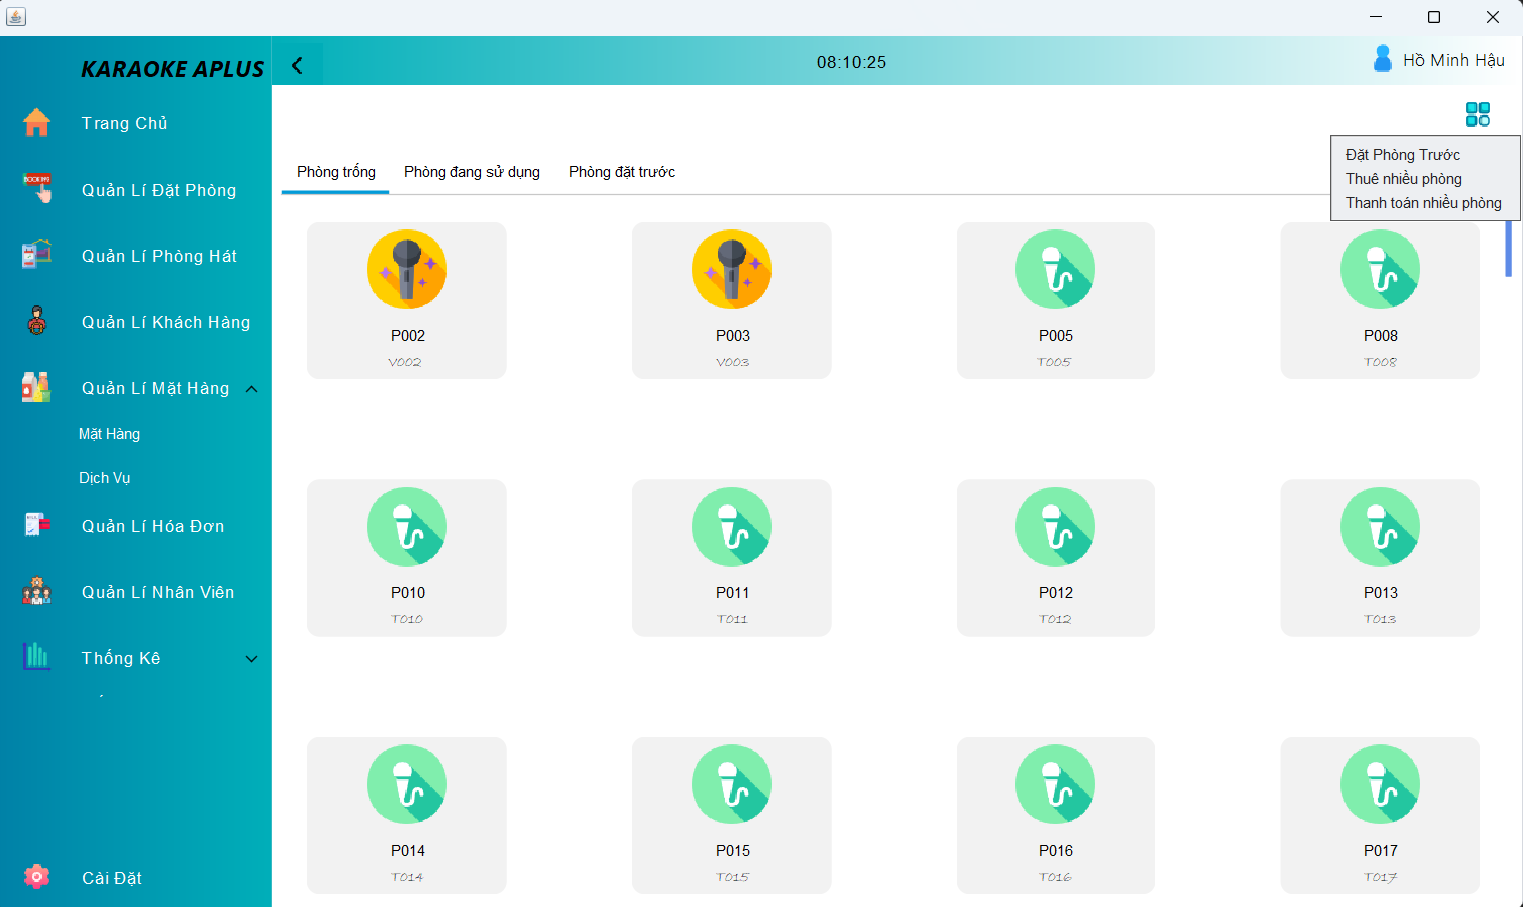 KARAOKE APLUS
08:10:25
Hồ Minh Hậu
Trang Chủ
Quản Lí Đặt Phòng
Quản Lí Phòng Hát
Quản Lí Khách Hàng
Quản Lí Mặt Hàng
Mặt Hàng
Dịch Vụ
Quản Lí Hóa Đơn
Quản Lí Nhân Viên
Thống Kê
Cài Đặt
Đặt Phòng Trước
Thuê nhiều phòng
Thanh toán nhiều phòng
Phòng trống Phòng đang sử dụng Phòng đặt trước
P002 P003 P005 P008
V002 V003 T005 T008
P010 P011 P012 P013
T010 T011 T012 T013
P014 P015 P016 P017
T014 T015 T016 T017